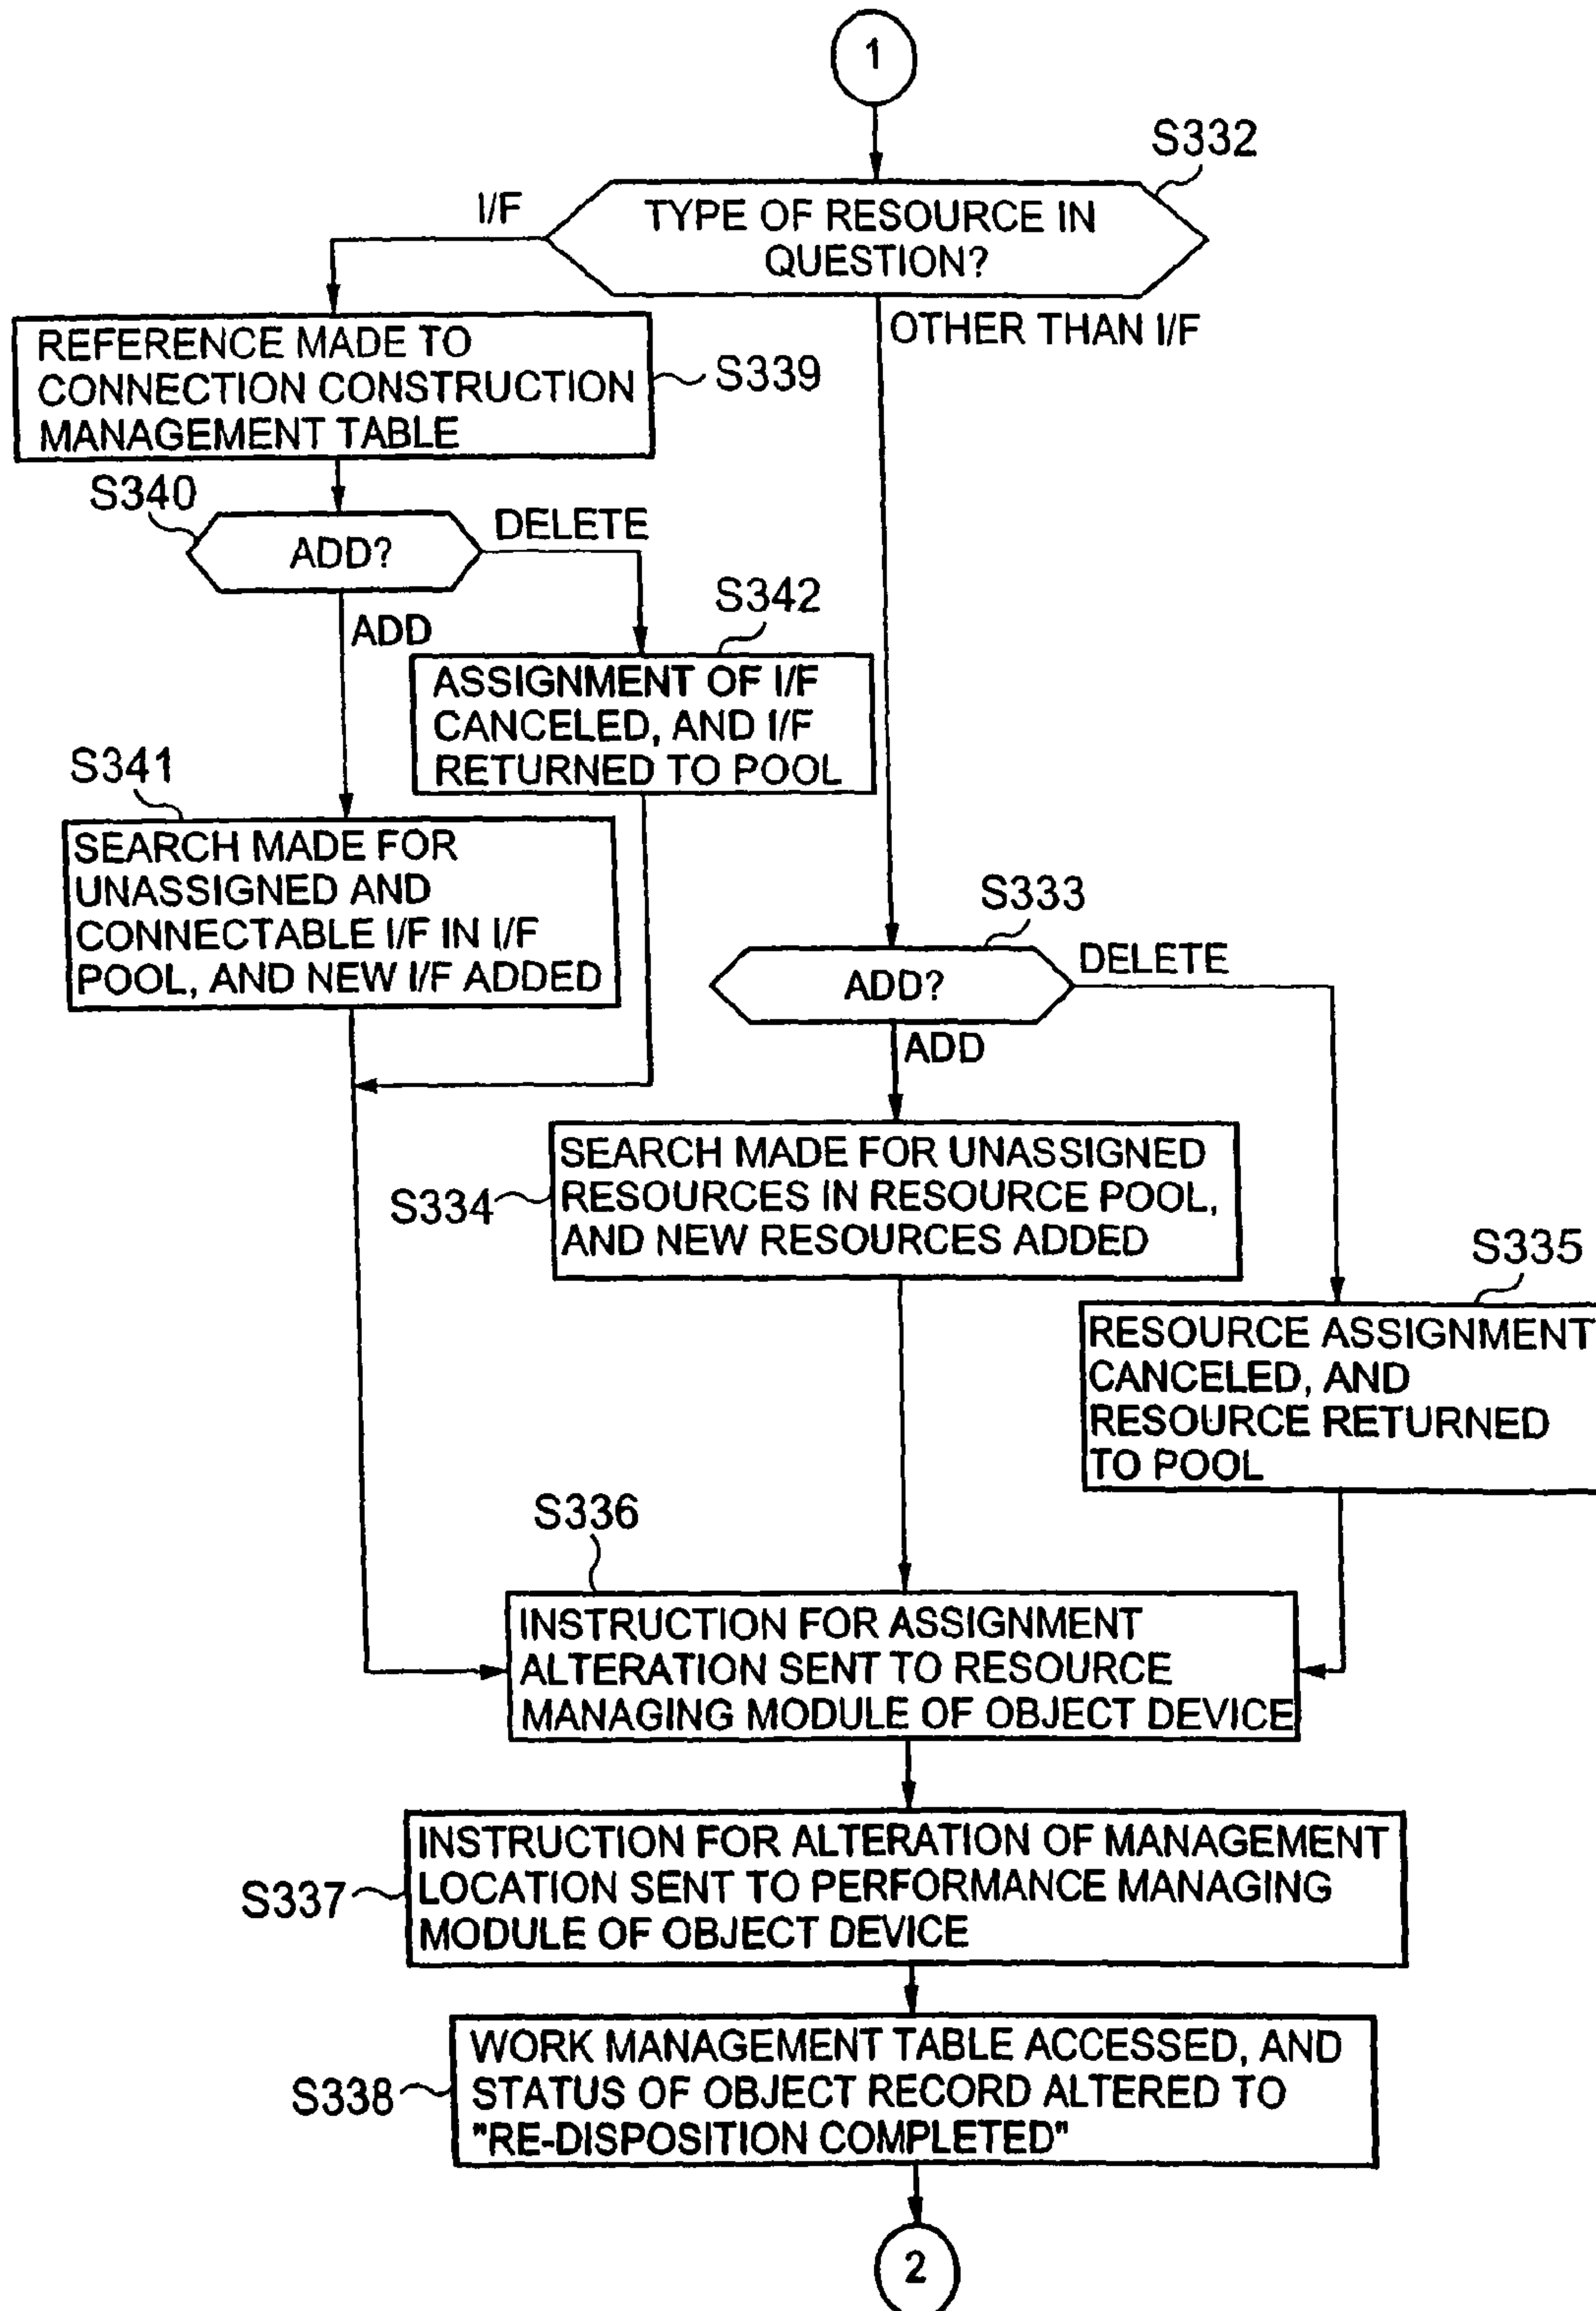 1
S332
I/F
TYPE OF RESOURCE IN
QUESTION?
OTHER THAN I/F
REFERENCE MADE TO
CONNECTION CONSTRUCTION
MANAGEMENT TABLE
S339
S340
ADD?
DELETE
ADD
S342
ASSIGNMENT OF I/F
CANCELED, AND I/F
RETURNED TO POOL
S341
SEARCH MADE FOR
UNASSIGNED AND
CONNECTABLE I/F IN I/F
POOL, AND NEW I/F ADDED
S333
ADD?
DELETE
ADD
SEARCH MADE FOR UNASSIGNED
RESOURCES IN RESOURCE POOL,
AND NEW RESOURCES ADDED
S334
S335
RESOURCE ASSIGNMENT
CANCELED, AND
RESOURCE RETURNED
TO POOL
S336
INSTRUCTION FOR ASSIGNMENT
ALTERATION SENT TO RESOURCE
MANAGING MODULE OF OBJECT DEVICE
INSTRUCTION FOR ALTERATION OF MANAGEMENT
LOCATION SENT TO PERFORMANCE MANAGING
MODULE OF OBJECT DEVICE
S337
WORK MANAGEMENT TABLE ACCESSED, AND
STATUS OF OBJECT RECORD ALTERED TO
"RE-DISPOSITION COMPLETED"
S338
2